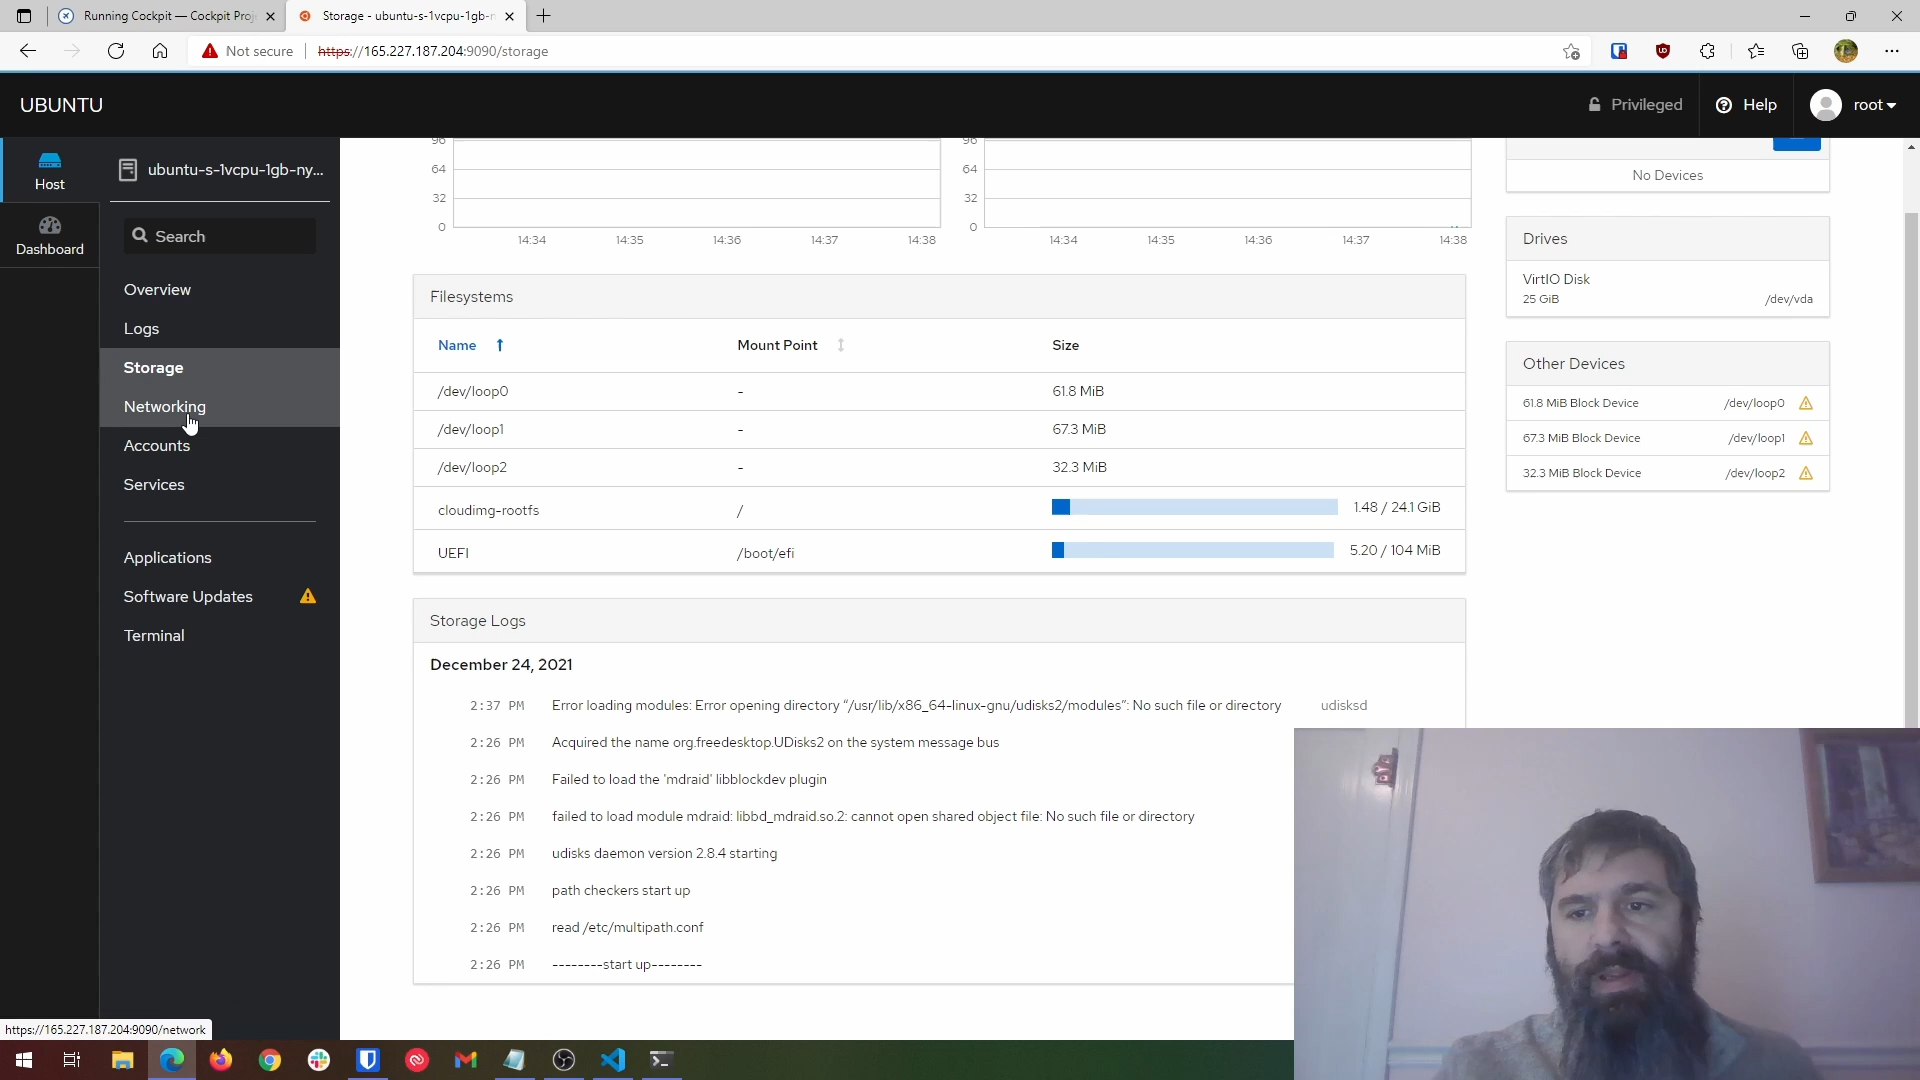 Running Cockpit — Cockpit Proj
Storage - ubuntu-s-1vcpu-1gb-n
Not secure
https://165.227.187.204:9090/storage
UBUNTU
Privileged
Help
root
Host
Dashboard
ubuntu-s-1vcpu-1gb-ny...
Search
Overview
Logs
Storage
Networking
Accounts
Services
Applications
Software Updates
Terminal
96
64
32
0
14:34 14:35 14:36 14:37 14:38
96
64
32
0
14:34 14:35 14:36 14:37 14:38
Filesystems
Name Mount Point Size
/dev/loop0 - 61.8 MiB
/dev/loop1 - 67.3 MiB
/dev/loop2 - 32.3 MiB
cloudimg-rootfs / 1.48 / 24.1 GiB
UEFI /boot/efi 5.20 / 104 MiB
Storage Logs
December 24, 2021
2:37 PM Error loading modules: Error opening directory “/usr/lib/x86_64-linux-gnu/udisks2/modules”: No such file or directory udisksd
2:26 PM Acquired the name org.freedesktop.UDisks2 on the system message bus
2:26 PM Failed to load the 'mdraid' libblockdev plugin
2:26 PM failed to load module mdraid: libbd_mdraid.so.2: cannot open shared object file: No such file or directory
2:26 PM udisks daemon version 2.8.4 starting
2:26 PM path checkers start up
2:26 PM read /etc/multipath.conf
2:26 PM --------start up--------
No Devices
Drives
VirtIO Disk
25 GiB /dev/vda
Other Devices
61.8 MiB Block Device /dev/loop0
67.3 MiB Block Device /dev/loop1
32.3 MiB Block Device /dev/loop2
https://165.227.187.204:9090/network